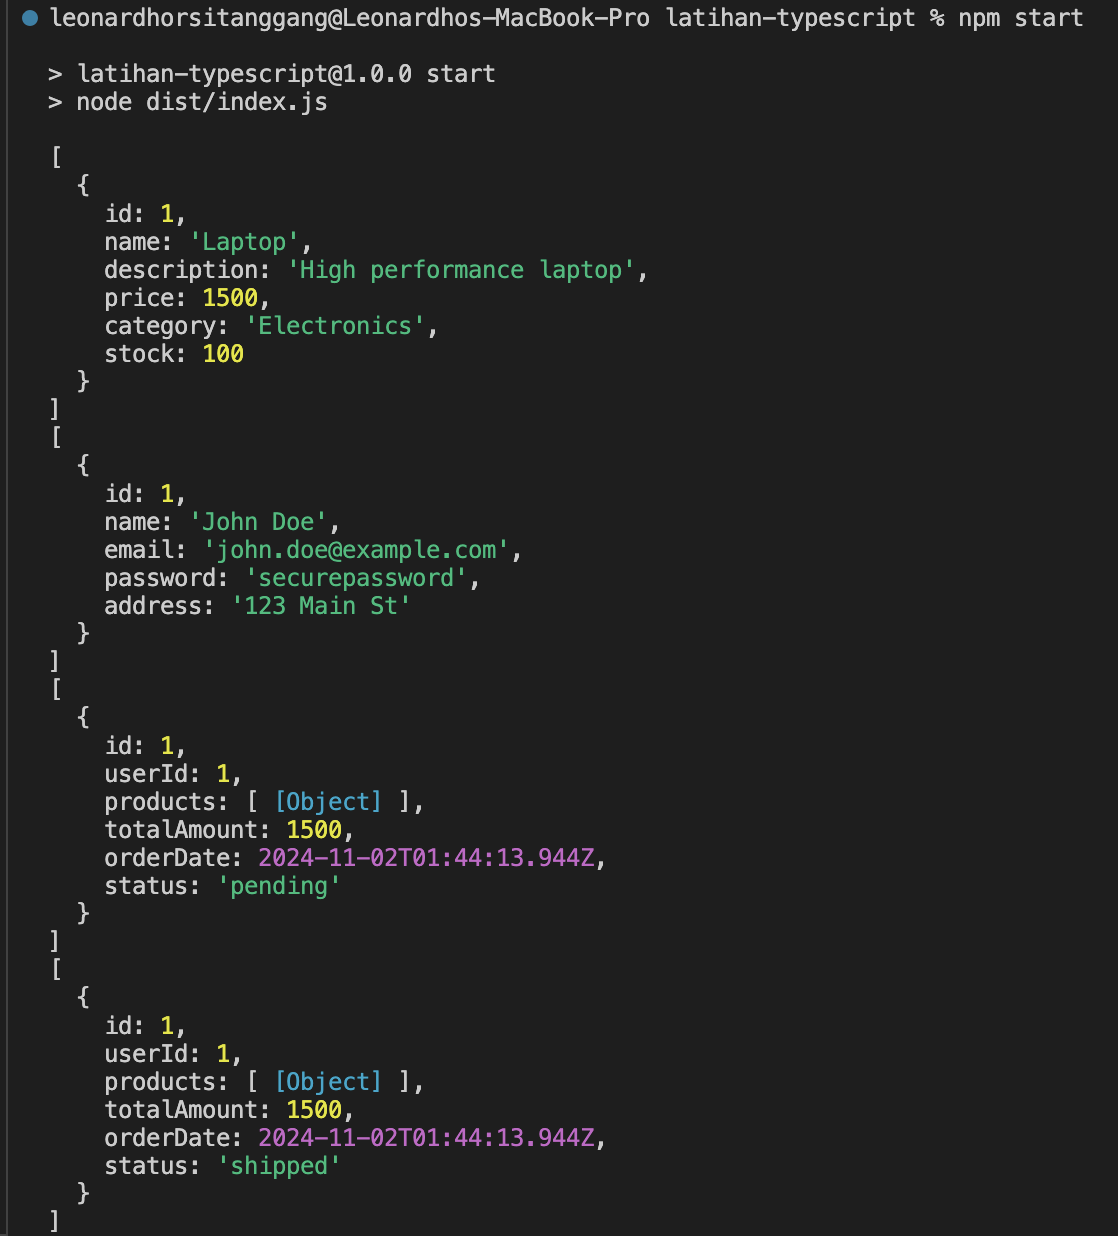 leonardhorsitanggang@Leonardhos-MacBook-Pro latihan-typescript % npm start
> latihan-typescript@1.0.0 start
> node dist/index.js
[
{
id: 1,
name: 'Laptop',
description: 'High performance laptop',
price: 1500,
category: 'Electronics',
stock: 100
}
]
[
{
id: 1,
name: 'John Doe',
email: 'john.doe@example.com',
password: 'securepassword',
address: '123 Main St'
}
]
[
{
id: 1,
userId: 1,
products: [ [Object] ],
totalAmount: 1500,
orderDate: 2024-11-02T01:44:13.944Z,
status: 'pending'
}
]
[
{
id: 1,
userId: 1,
products: [ [Object] ],
totalAmount: 1500,
orderDate: 2024-11-02T01:44:13.944Z,
status: 'shipped'
}
]